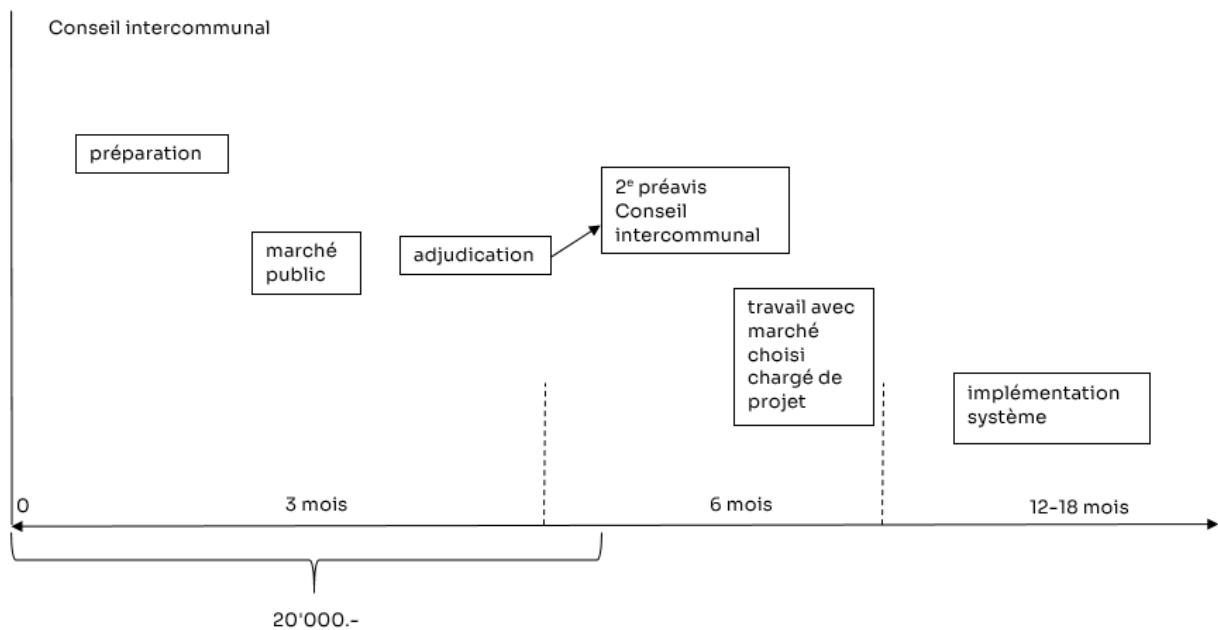 Conseil intercommunal
préparation
marché
public
adjudication
2e préavis
Conseil
intercommunal
travail avec
marché
choisi
chargé de
projet
implémentation
système
0
3 mois
6 mois
12-18 mois
20'000.-